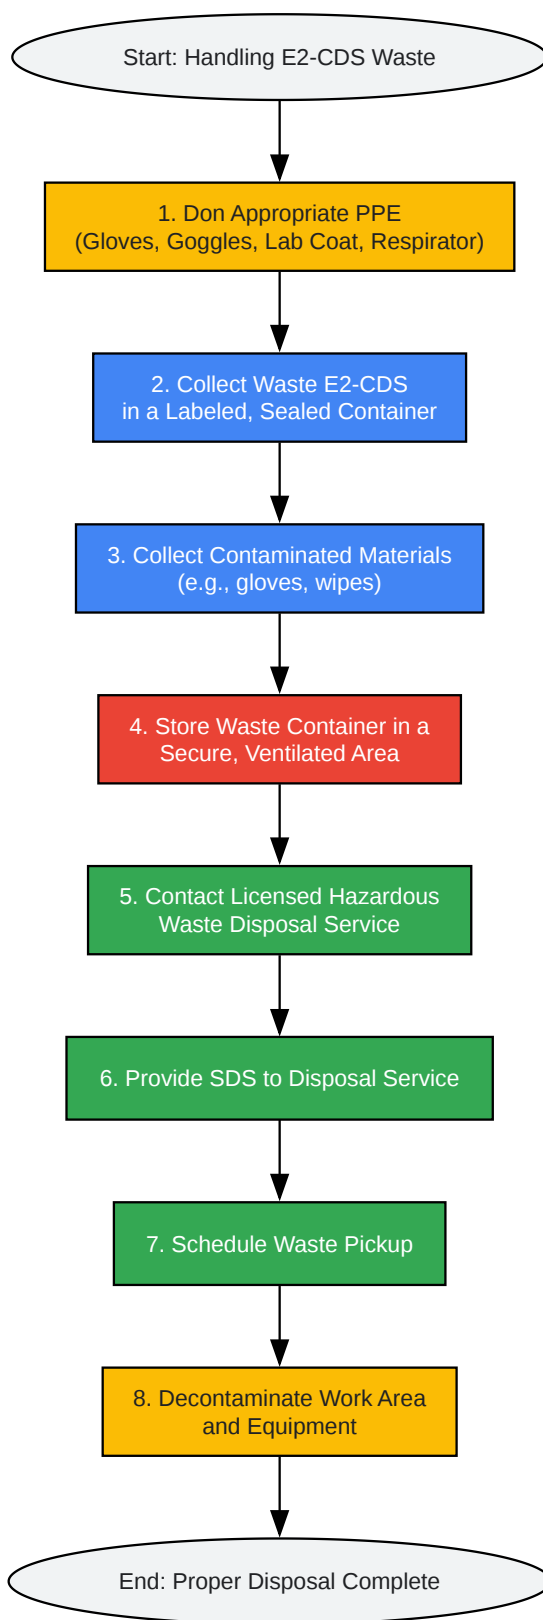 Start: Handling E2-CDS Waste
1. Don Appropriate PPE
(Gloves, Goggles, Lab Coat, Respirator)
2. Collect Waste E2-CDS
in a Labeled, Sealed Container
3. Collect Contaminated Materials
(e.g., gloves, wipes)
4. Store Waste Container in a
Secure, Ventilated Area
5. Contact Licensed Hazardous
Waste Disposal Service
6. Provide SDS to Disposal Service
7. Schedule Waste Pickup
8. Decontaminate Work Area
and Equipment
End: Proper Disposal Complete